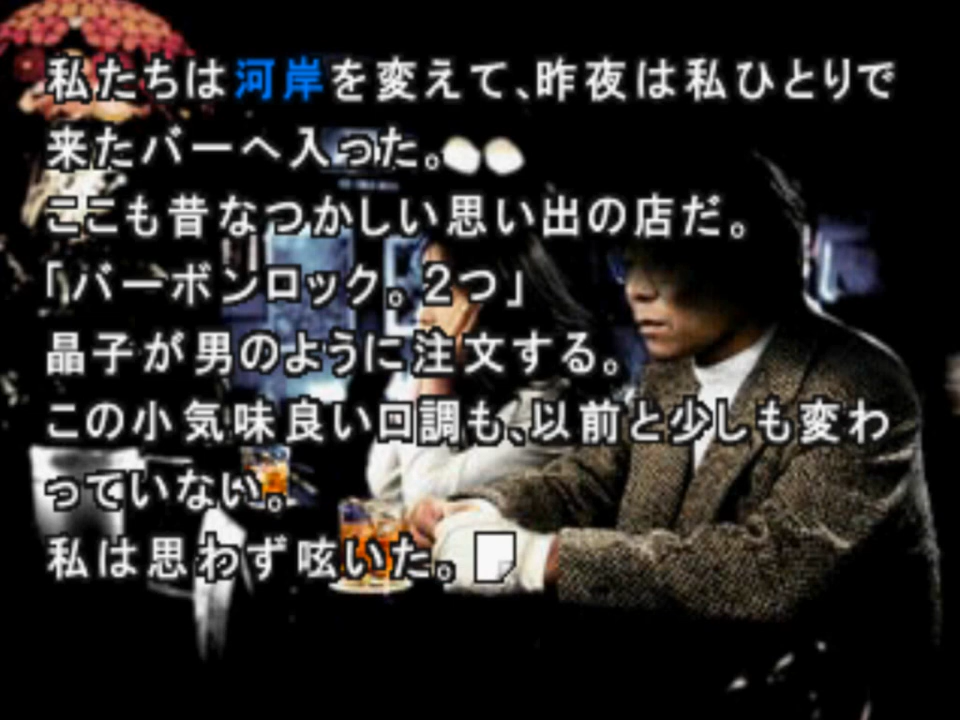 私たちは河岸を変えて、昨夜は私ひとりで
来たバーへ入った。
ここも昔なつかしい思い出の店だ。
「バーボンロック。２つ」
晶子が男のように注文する。
この小気味良い口調も、以前と少しも変わ
っていない。
私は思わず呟いた。